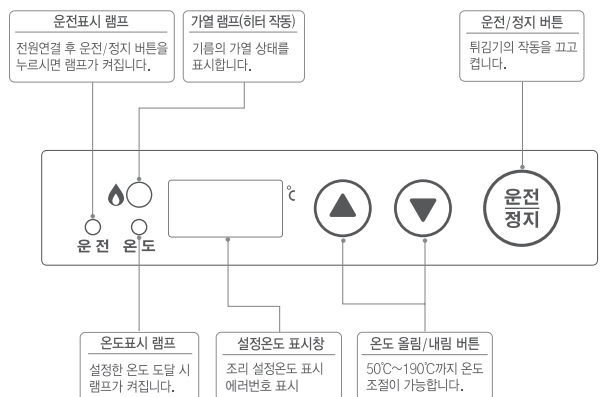 운전표시 램프
전원연결 후 운전/정지 버튼을
누르시면 램프가 켜집니다.
가열 램프(히터 작동)
기름의 가열 상태를
표시합니다.
운전/정지 버튼
튀김기의 작동을 끄고
켭니다.
℃
운전
정지
운 전
온 도
온도표시 램프
설정한 온도 도달 시
램프가 켜집니다.
설정온도 표시창
조리 설정온도 표시
에러번호 표시
온도 올림/내림 버튼
50℃~190℃까지 온도
조절이 가능합니다.